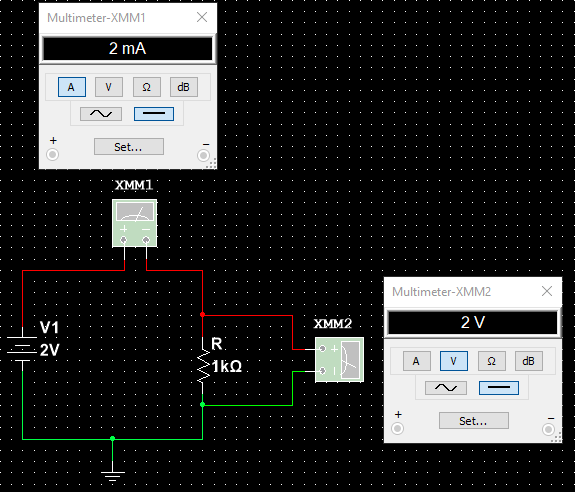 Multimeter-XMM1
2 mA
A V Ω dB
+ −
Set...
XMM1
+ −
V1
2V
R
1kΩ
XMM2
+
−
Multimeter-XMM2
2 V
A V Ω dB
+ −
Set...